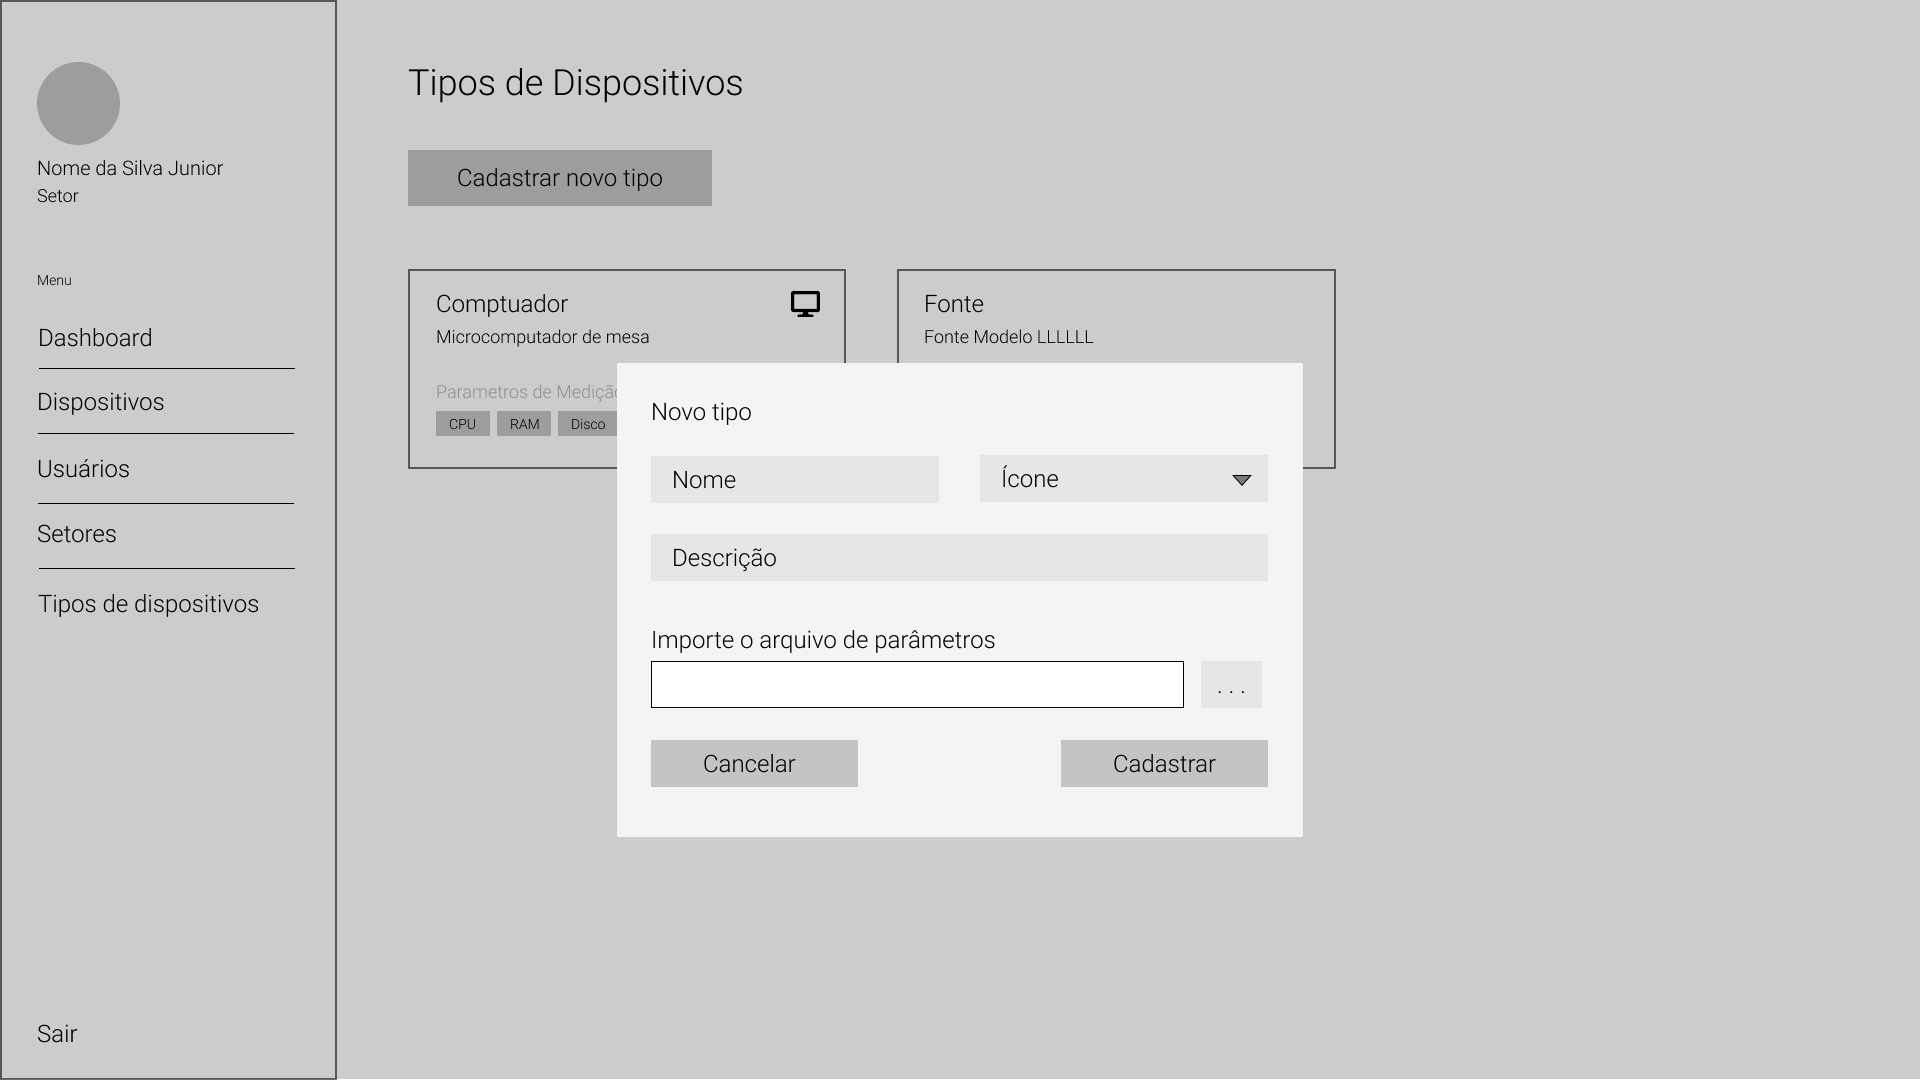 Nome da Silva Junior
Setor
Menu
Dashboard
Dispositivos
Usuários
Setores
Tipos de dispositivos
Sair
Tipos de Dispositivos
Cadastrar novo tipo
Comptuador
Microcomputador de mesa
Parametros de Medição
CPU RAM Disco
Fonte
Fonte Modelo LLLLLL
Novo tipo
Nome
Ícone
Descrição
Importe o arquivo de parâmetros
. . .
Cancelar
Cadastrar